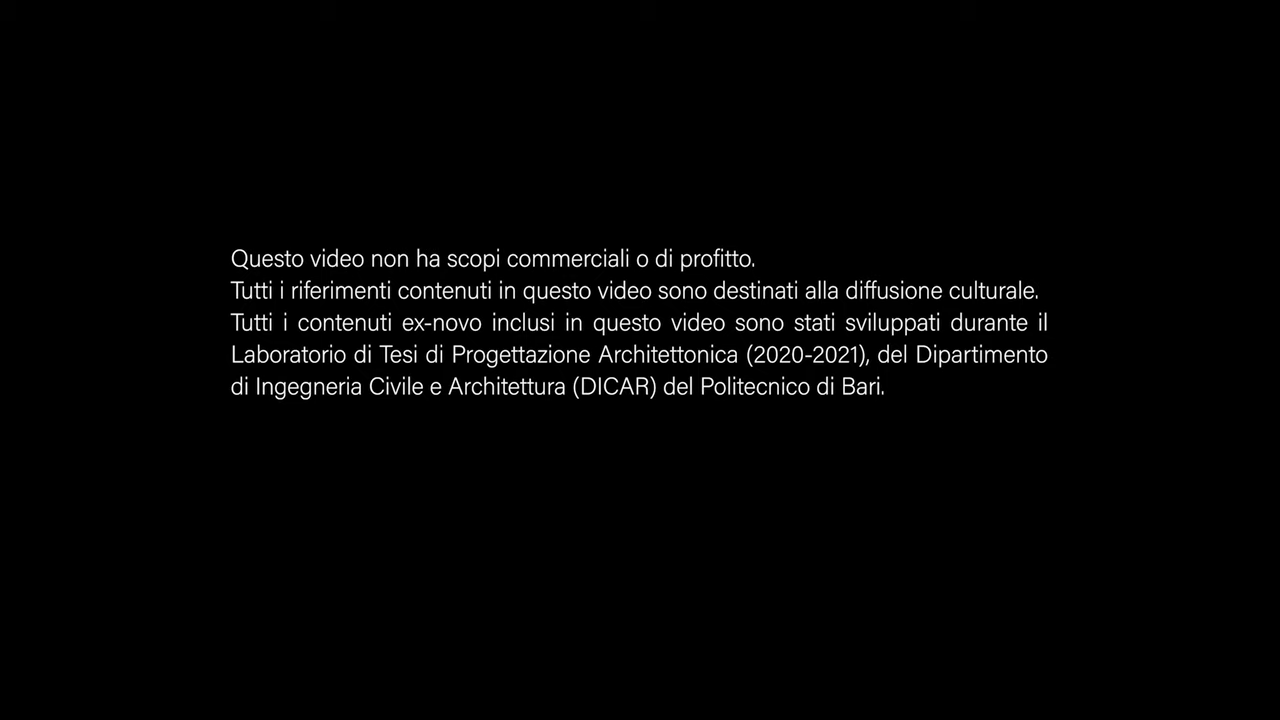 Questo video non ha scopi commerciali o di profitto.
Tutti i riferimenti contenuti in questo video sono destinati alla diffusione culturale.
Tutti i contenuti ex-novo inclusi in questo video sono stati sviluppati durante il
Laboratorio di Tesi di Progettazione Architettonica (2020-2021), del Dipartimento
di Ingegneria Civile e Architettura (DICAR) del Politecnico di Bari.